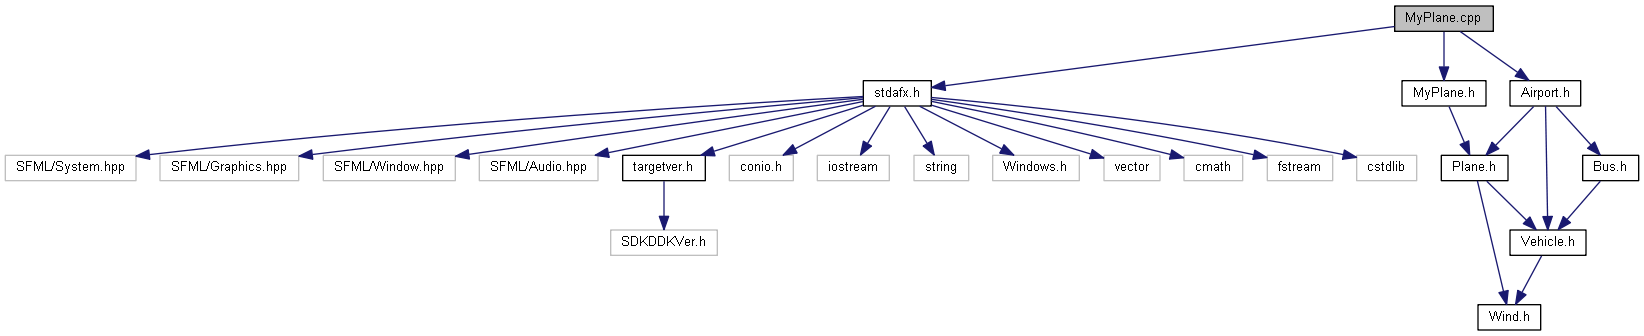 MyPlane.cpp
stdafx.h
MyPlane.h
Airport.h
SFML/System.hpp
SFML/Graphics.hpp
SFML/Window.hpp
SFML/Audio.hpp
targetver.h
conio.h
iostream
string
Windows.h
vector
cmath
fstream
cstdlib
Plane.h
Bus.h
SDKDDKVer.h
Vehicle.h
Wind.h